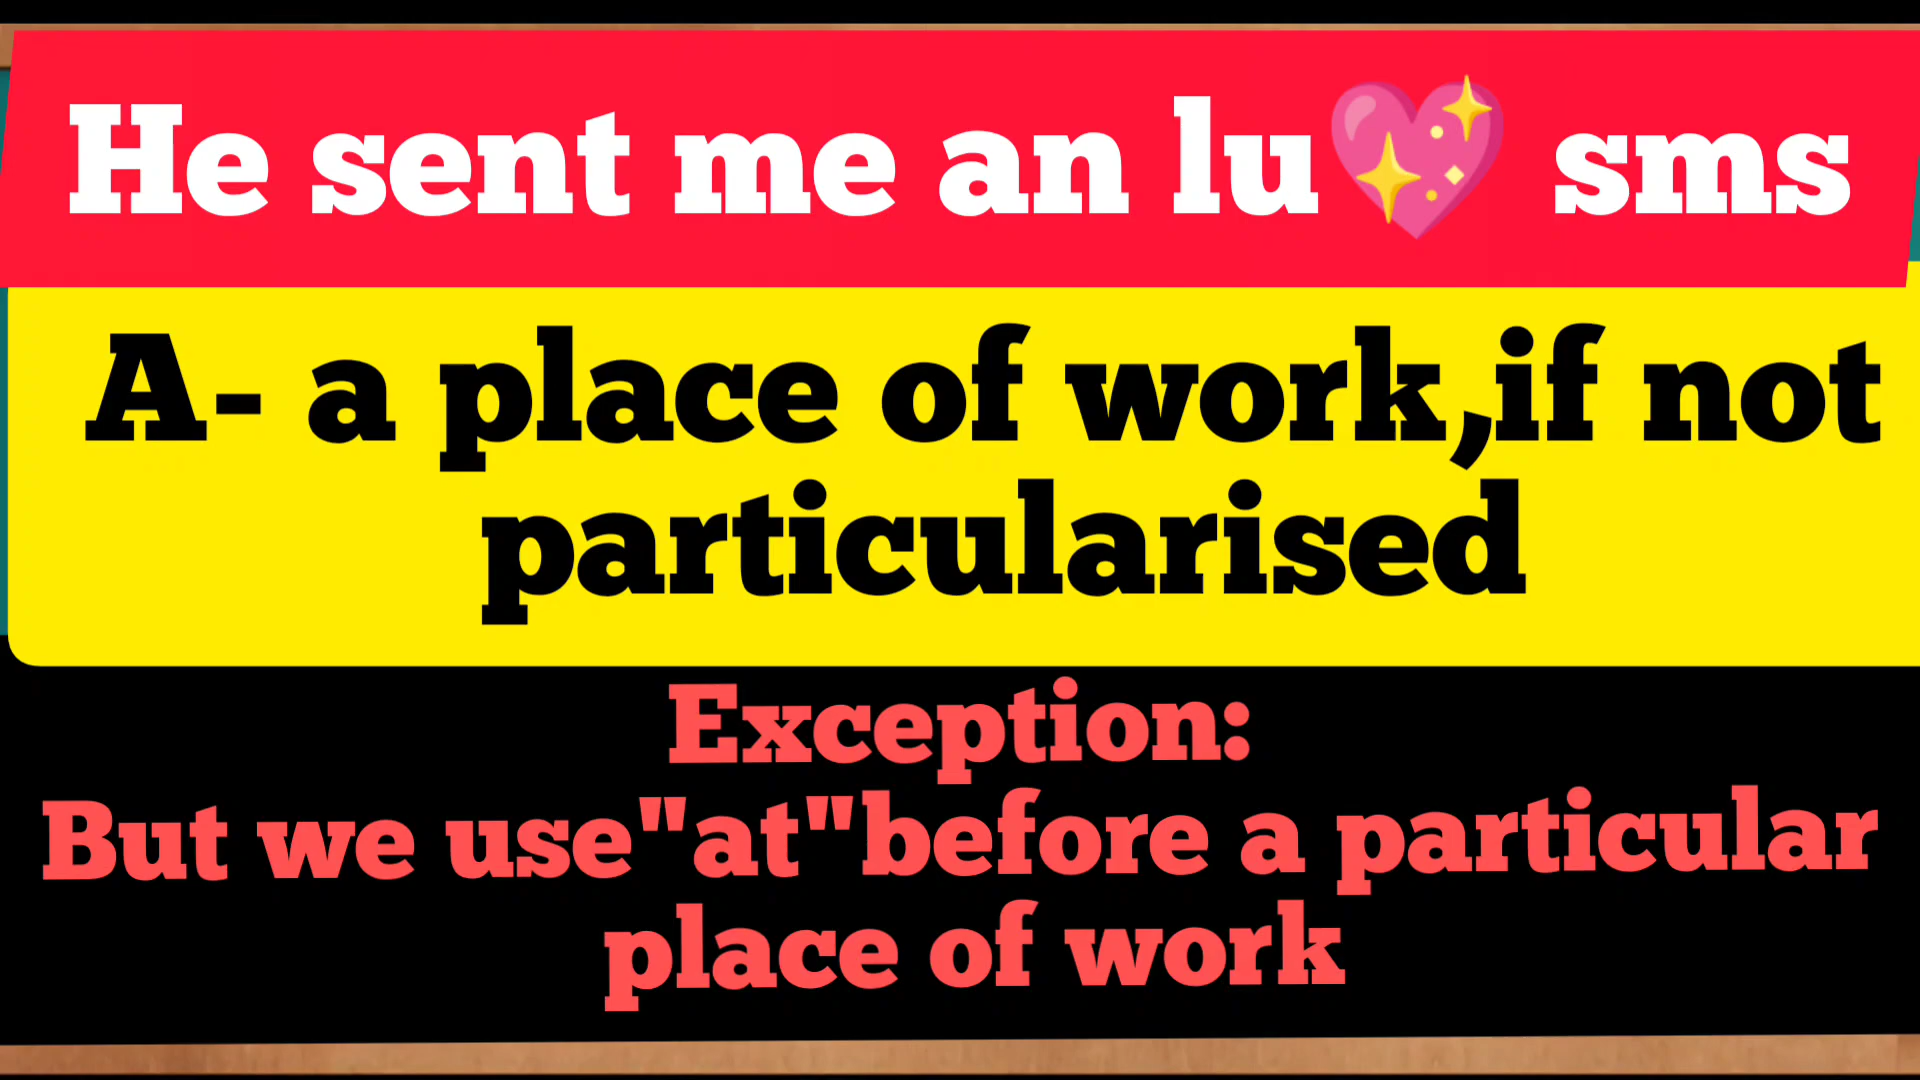 He sent me an lu💖 sms
A- a place of work,if not
particularised
Exception:
But we use"at"before a particular
place of work